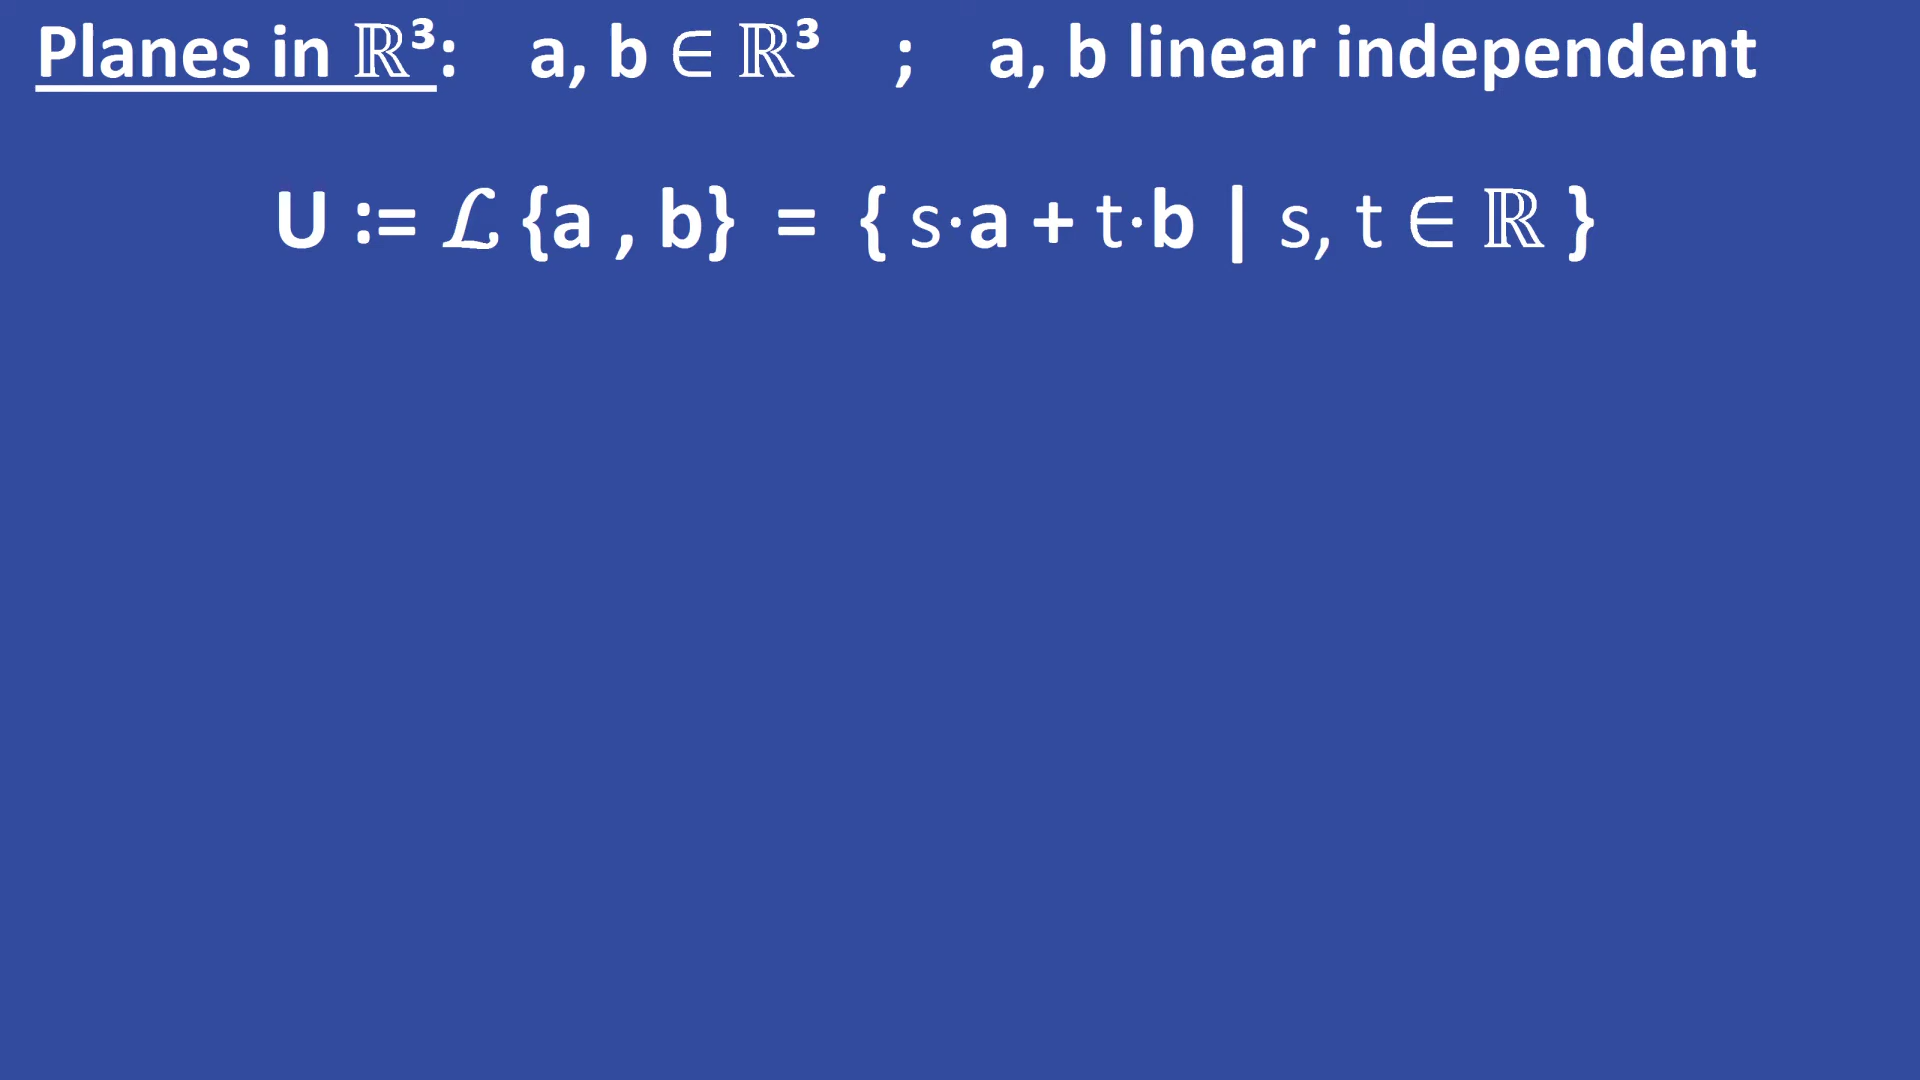 Planes in ℝ³: a, b ∈ ℝ³ ; a, b linear independent
U := ℒ {a , b} = { s·a + t·b | s, t ∈ ℝ }